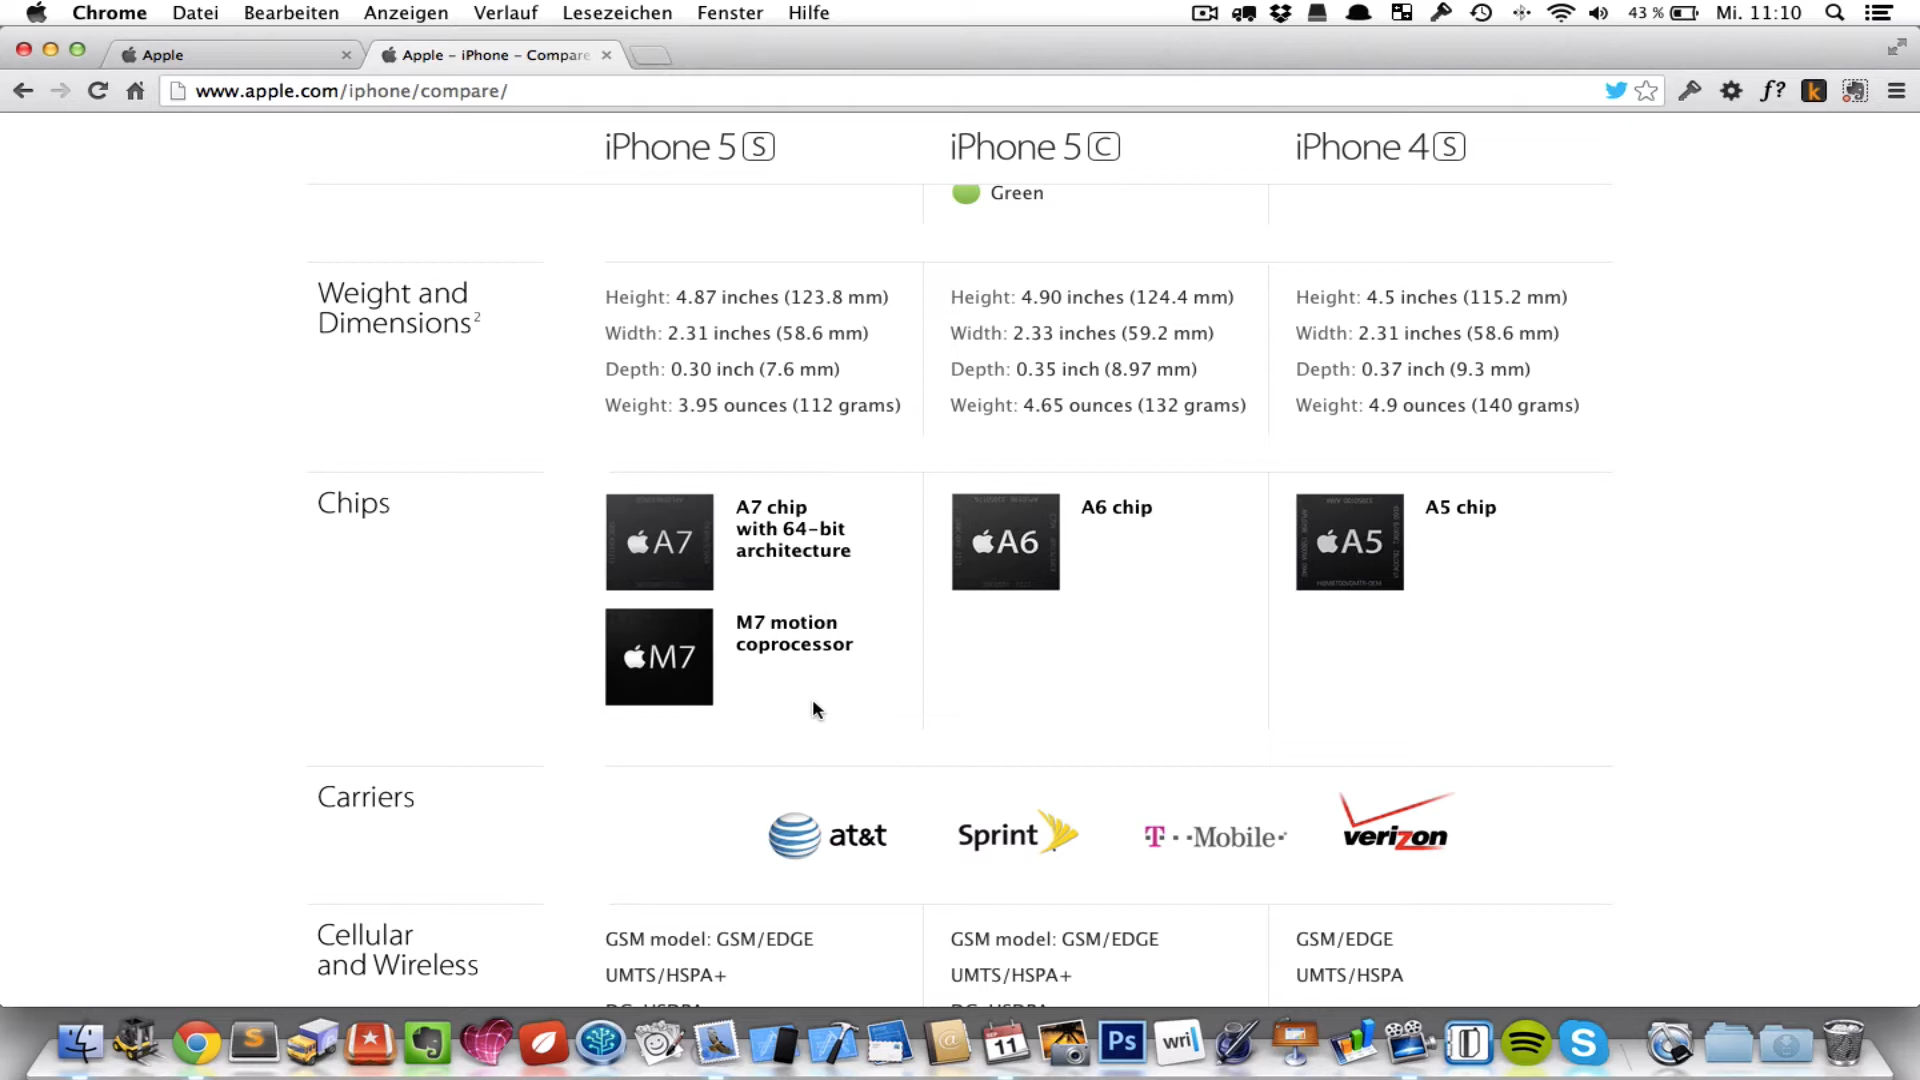 Chrome Datei Bearbeiten Anzeigen Verlauf Lesezeichen Fenster Hilfe 43 % Mi. 11:10
Apple Apple – iPhone – Compare
www.apple.com/iphone/compare/ f? k
iPhone 5 S iPhone 5 C iPhone 4 S
Green
Weight and
Dimensions²
Height: 4.87 inches (123.8 mm)
Width: 2.31 inches (58.6 mm)
Depth: 0.30 inch (7.6 mm)
Weight: 3.95 ounces (112 grams)
Height: 4.90 inches (124.4 mm)
Width: 2.33 inches (59.2 mm)
Depth: 0.35 inch (8.97 mm)
Weight: 4.65 ounces (132 grams)
Height: 4.5 inches (115.2 mm)
Width: 2.31 inches (58.6 mm)
Depth: 0.37 inch (9.3 mm)
Weight: 4.9 ounces (140 grams)
Chips
A7
A7 chip
with 64-bit
architecture
M7
M7 motion
coprocessor
A6
A6 chip
A5
A5 chip
Carriers
at&t Sprint T··Mobile· verizon
Cellular
and Wireless
GSM model: GSM/EDGE
UMTS/HSPA+
GSM model: GSM/EDGE
UMTS/HSPA+
GSM/EDGE
UMTS/HSPA
S 11 Ps wri S